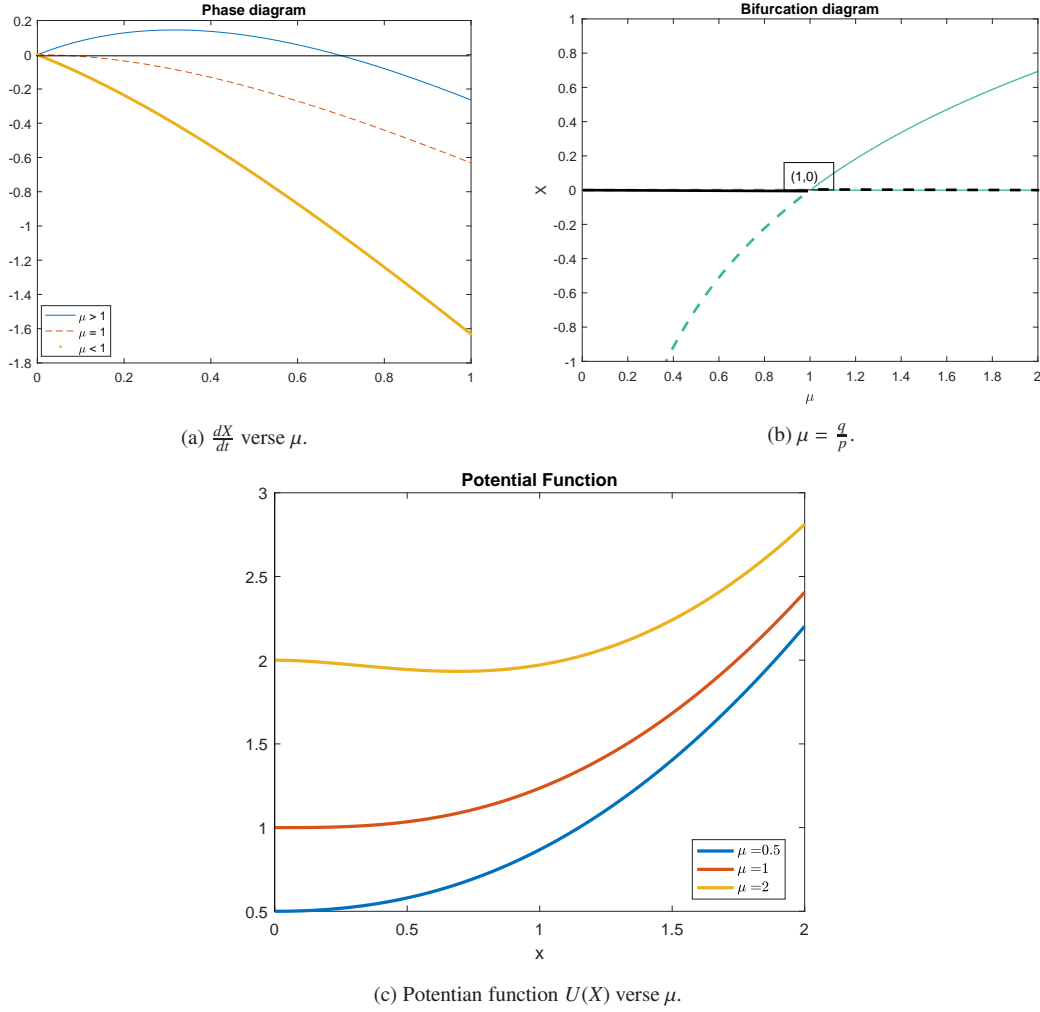 Phase diagram
0.2
0
-0.2
-0.4
-0.6
-0.8
-1
-1.2
-1.4
-1.6
-1.8
μ > 1
μ = 1
μ < 1
0 0.2 0.4 0.6 0.8 1
(a) dX/dt verse μ.
Bifurcation diagram
1
0.8
0.6
0.4
0.2
0
-0.2
-0.4
-0.6
-0.8
-1
X
(1,0)
0 0.2 0.4 0.6 0.8 1 1.2 1.4 1.6 1.8 2
μ
(b) μ = q/p.
Potential Function
3
2.5
2
1.5
1
0.5
μ =0.5
μ =1
μ =2
0 0.5 1 1.5 2
x
(c) Potentian function U(X) verse μ.